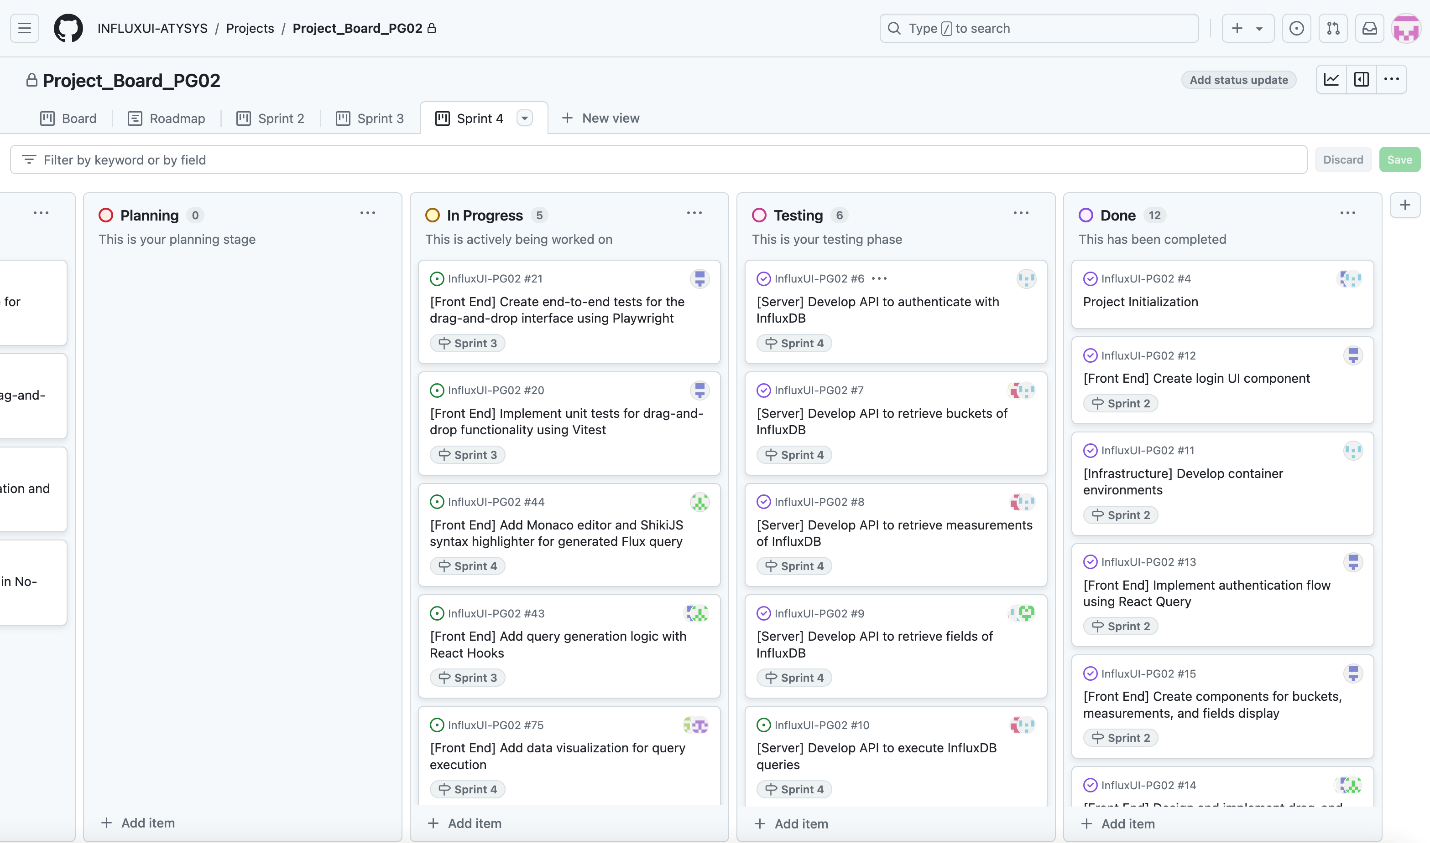 INFLUXUI-ATYSYS / Projects / Project_Board_PG02
Type / to search
Project_Board_PG02
Add status update
Board
Roadmap
Sprint 2
Sprint 3
Sprint 4
New view
Filter by keyword or by field
Discard
Save
for
ag-and-
ation and
in No-
Planning 0
This is your planning stage
Add item
In Progress 5
This is actively being worked on
InfluxUI-PG02 #21
[Front End] Create end-to-end tests for the
drag-and-drop interface using Playwright
Sprint 3
InfluxUI-PG02 #20
[Front End] Implement unit tests for drag-and-
drop functionality using Vitest
Sprint 3
InfluxUI-PG02 #44
[Front End] Add Monaco editor and ShikiJS
syntax highlighter for generated Flux query
Sprint 4
InfluxUI-PG02 #43
[Front End] Add query generation logic with
React Hooks
Sprint 3
InfluxUI-PG02 #75
[Front End] Add data visualization for query
execution
Sprint 4
Add item
Testing 6
This is your testing phase
InfluxUI-PG02 #6
[Server] Develop API to authenticate with
InfluxDB
Sprint 4
InfluxUI-PG02 #7
[Server] Develop API to retrieve buckets of
InfluxDB
Sprint 4
InfluxUI-PG02 #8
[Server] Develop API to retrieve measurements
of InfluxDB
Sprint 4
InfluxUI-PG02 #9
[Server] Develop API to retrieve fields of
InfluxDB
Sprint 4
InfluxUI-PG02 #10
[Server] Develop API to execute InfluxDB
queries
Sprint 4
Add item
Done 12
This has been completed
InfluxUI-PG02 #4
Project Initialization
InfluxUI-PG02 #12
[Front End] Create login UI component
Sprint 2
InfluxUI-PG02 #11
[Infrastructure] Develop container
environments
Sprint 2
InfluxUI-PG02 #13
[Front End] Implement authentication flow
using React Query
Sprint 2
InfluxUI-PG02 #15
[Front End] Create components for buckets,
measurements, and fields display
Sprint 2
InfluxUI-PG02 #14
[Front End] Design and implement drag-and-
Add item